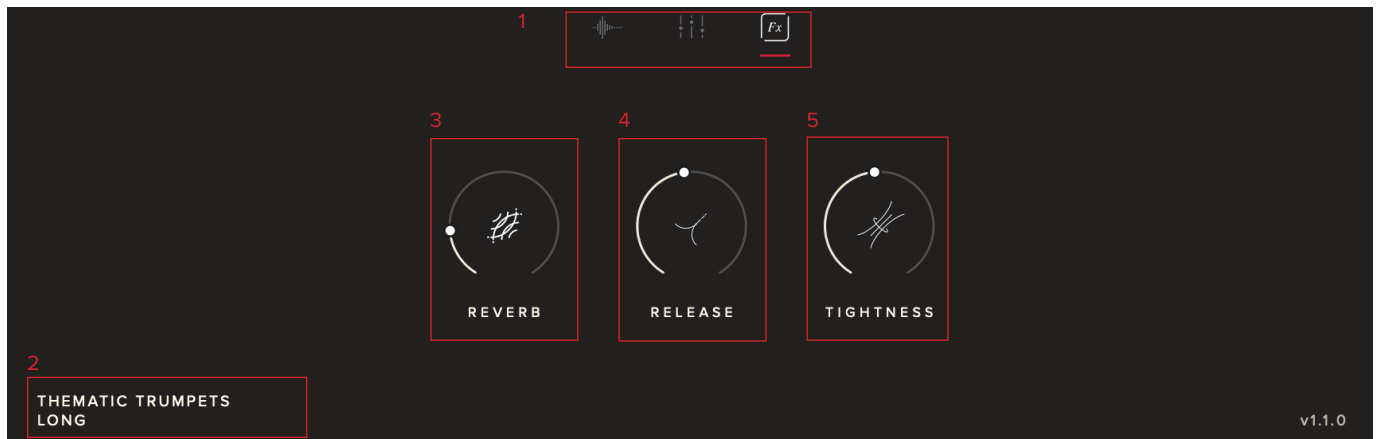 1
Fx
3
4
5
REVERB
RELEASE
TIGHTNESS
2
THEMATIC TRUMPETS
LONG
v1.1.0